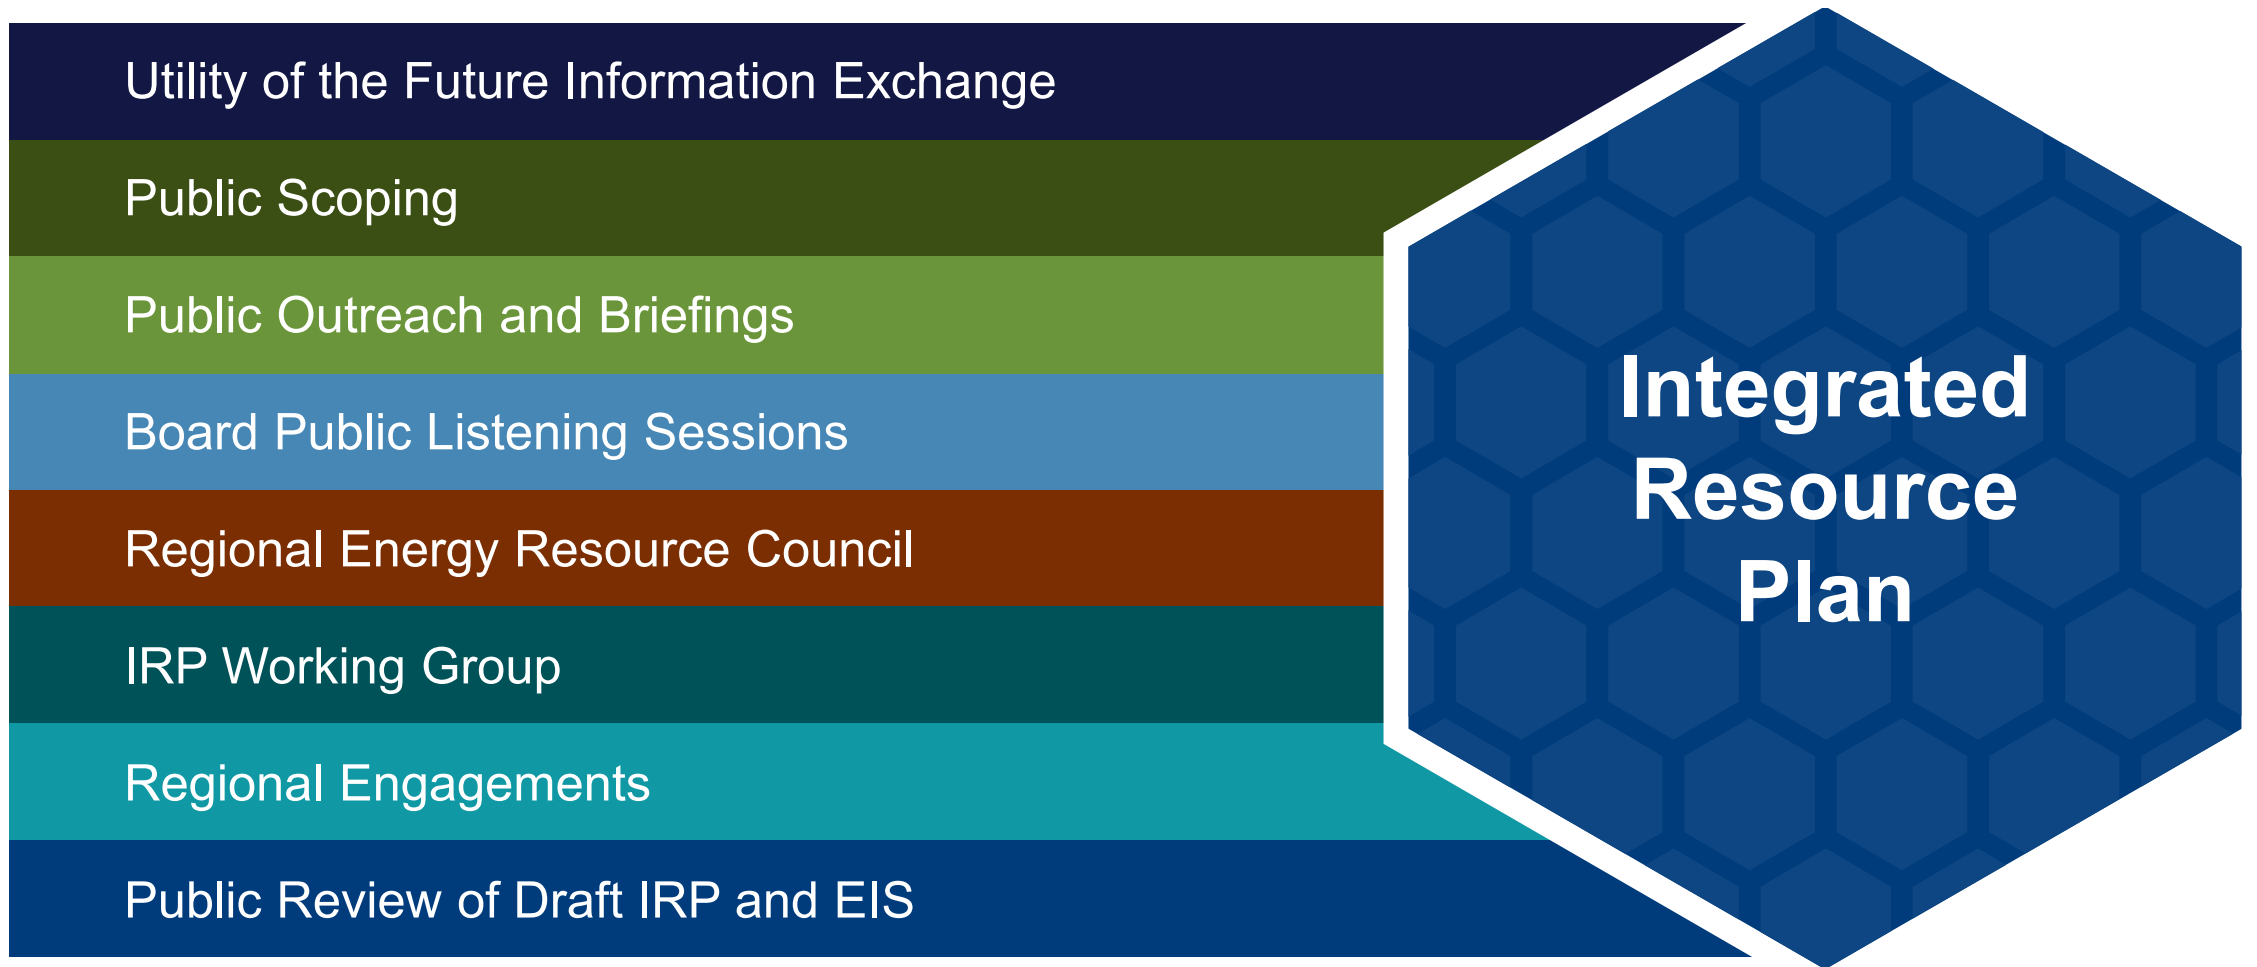 Utility of the Future Information Exchange
Public Scoping
Public Outreach and Briefings
Board Public Listening Sessions
Regional Energy Resource Council
IRP Working Group
Regional Engagements
Public Review of Draft IRP and EIS
Integrated
Resource
Plan